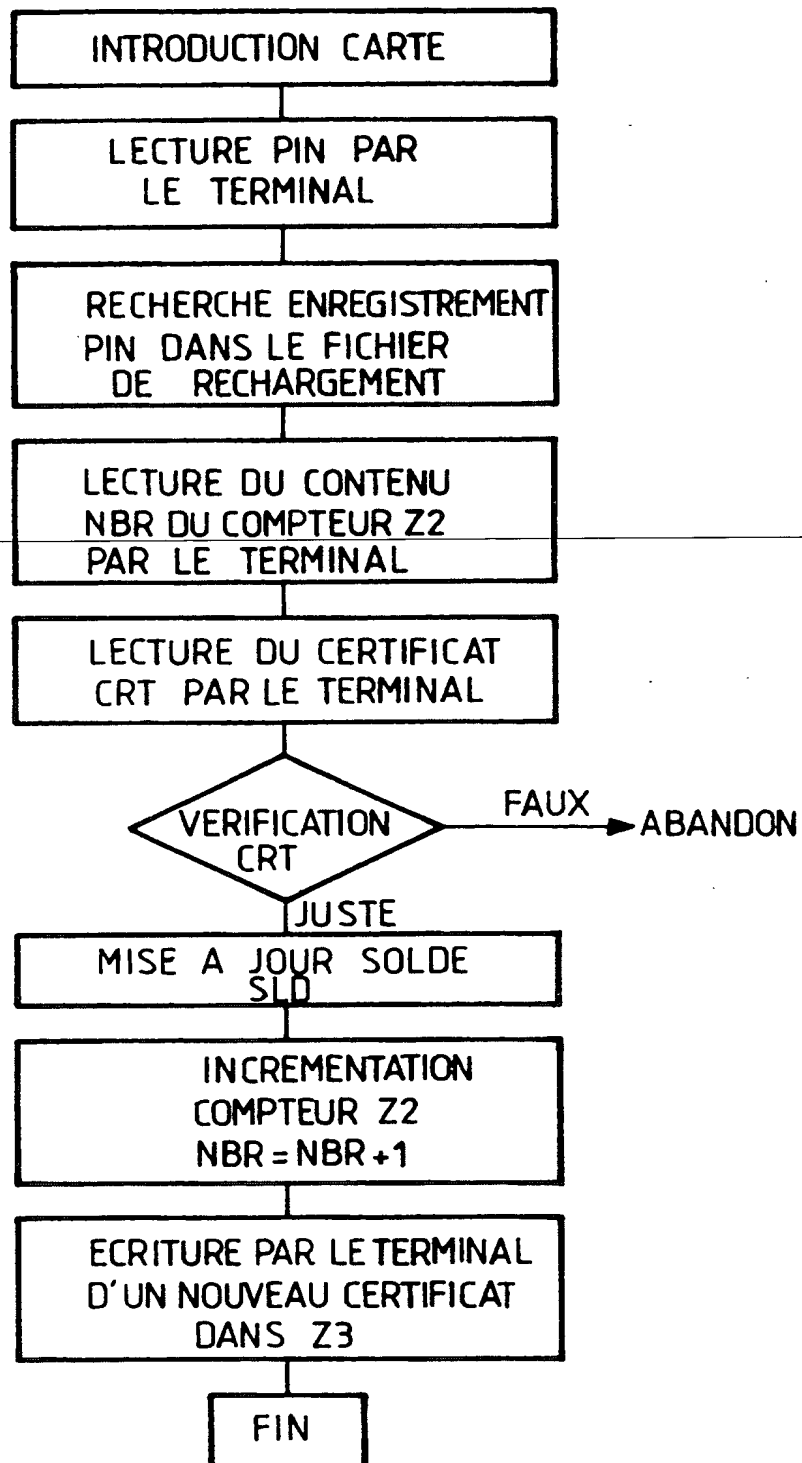 INTRODUCTION CARTE
LECTURE PIN PAR
LE TERMINAL
RECHERCHE ENREGISTREMENT
PIN DANS LE FICHIER
DE RECHARGEMENT
LECTURE DU CONTENU
NBR DU COMPTEUR Z2
PAR LE TERMINAL
LECTURE DU CERTIFICAT
CRT PAR LE TERMINAL
VERIFICATION
CRT
FAUX
ABANDON
JUSTE
MISE A JOUR SOLDE
SLD
INCREMENTATION
COMPTEUR Z2
NBR = NBR +1
ECRITURE PAR LE TERMINAL
D'UN NOUVEAU CERTIFICAT
DANS Z3
FIN